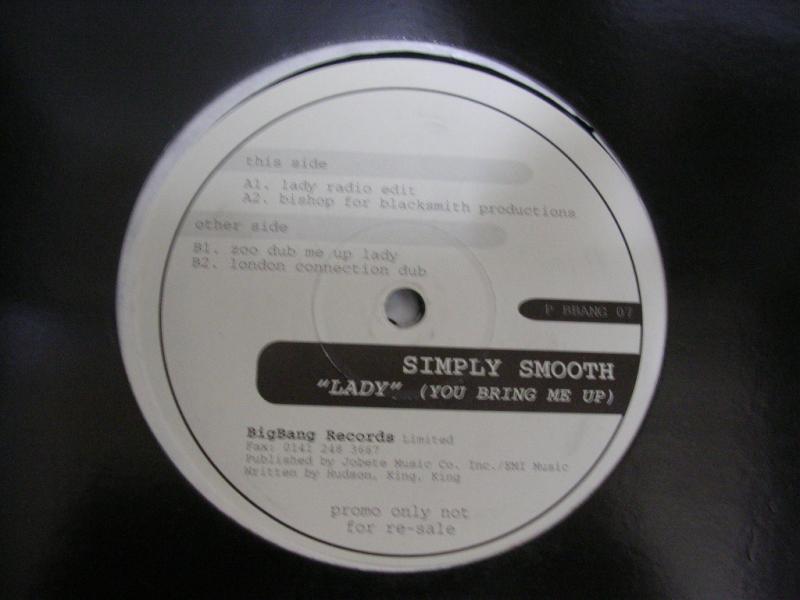 this side
A1. lady radio edit
A2. bishop for blacksmith productions
other side
B1. zoo dub me up lady
B2. london connection dub
P BBANG 07
SIMPLY SMOOTH
"LADY" (YOU BRING ME UP)
BigBang Records Limited
Fax: 0141 248 3667
Published by Jobete Music Co. Inc./EMI Music
Written by Hudson, King, King
promo only not
for re-sale